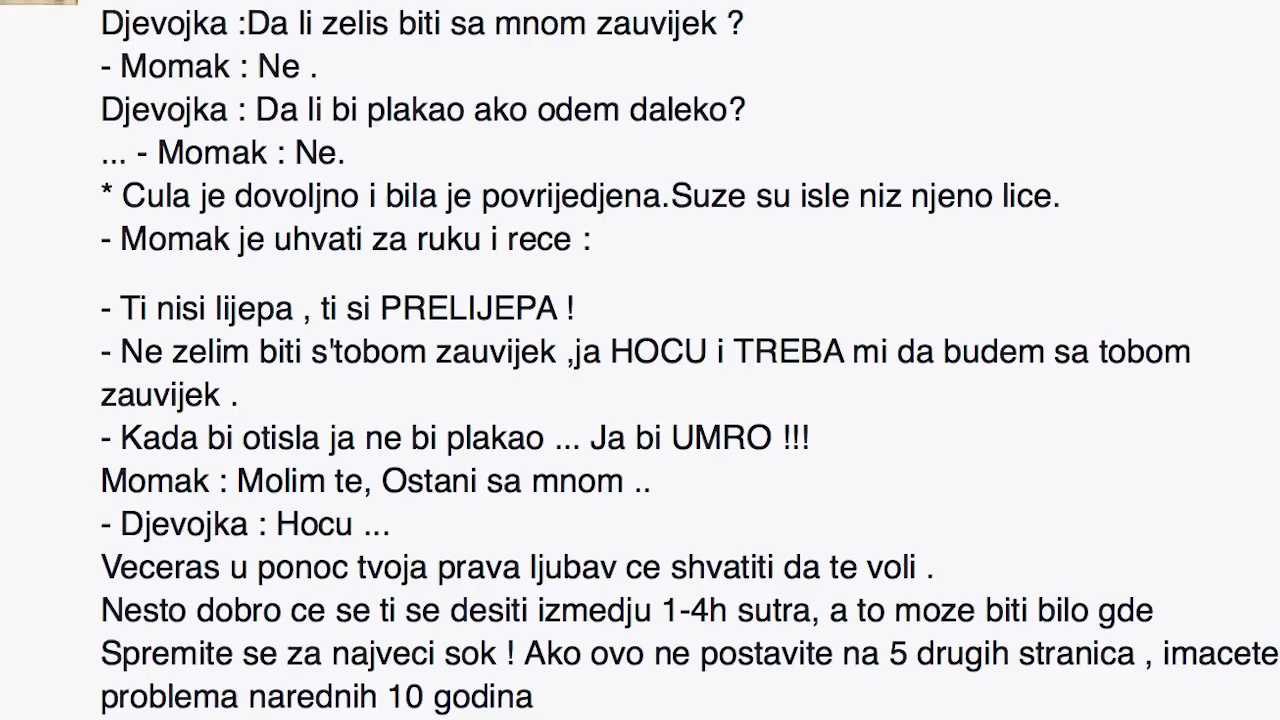 Djevojka :Da li zelis biti sa mnom zauvijek ?
- Momak : Ne .
Djevojka : Da li bi plakao ako odem daleko?
... - Momak : Ne.
* Cula je dovoljno i bila je povrijedjena.Suze su isle niz njeno lice.
- Momak je uhvati za ruku i rece :
- Ti nisi lijepa , ti si PRELIJEPA !
- Ne zelim biti s'tobom zauvijek ,ja HOCU i TREBA mi da budem sa tobom
zauvijek .
- Kada bi otisla ja ne bi plakao ... Ja bi UMRO !!!
Momak : Molim te, Ostani sa mnom ..
- Djevojka : Hocu ...
Veceras u ponoc tvoja prava ljubav ce shvatiti da te voli .
Nesto dobro ce se ti se desiti izmedju 1-4h sutra, a to moze biti bilo gde
Spremite se za najveci sok ! Ako ovo ne postavite na 5 drugih stranica , imacete
problema narednih 10 godina